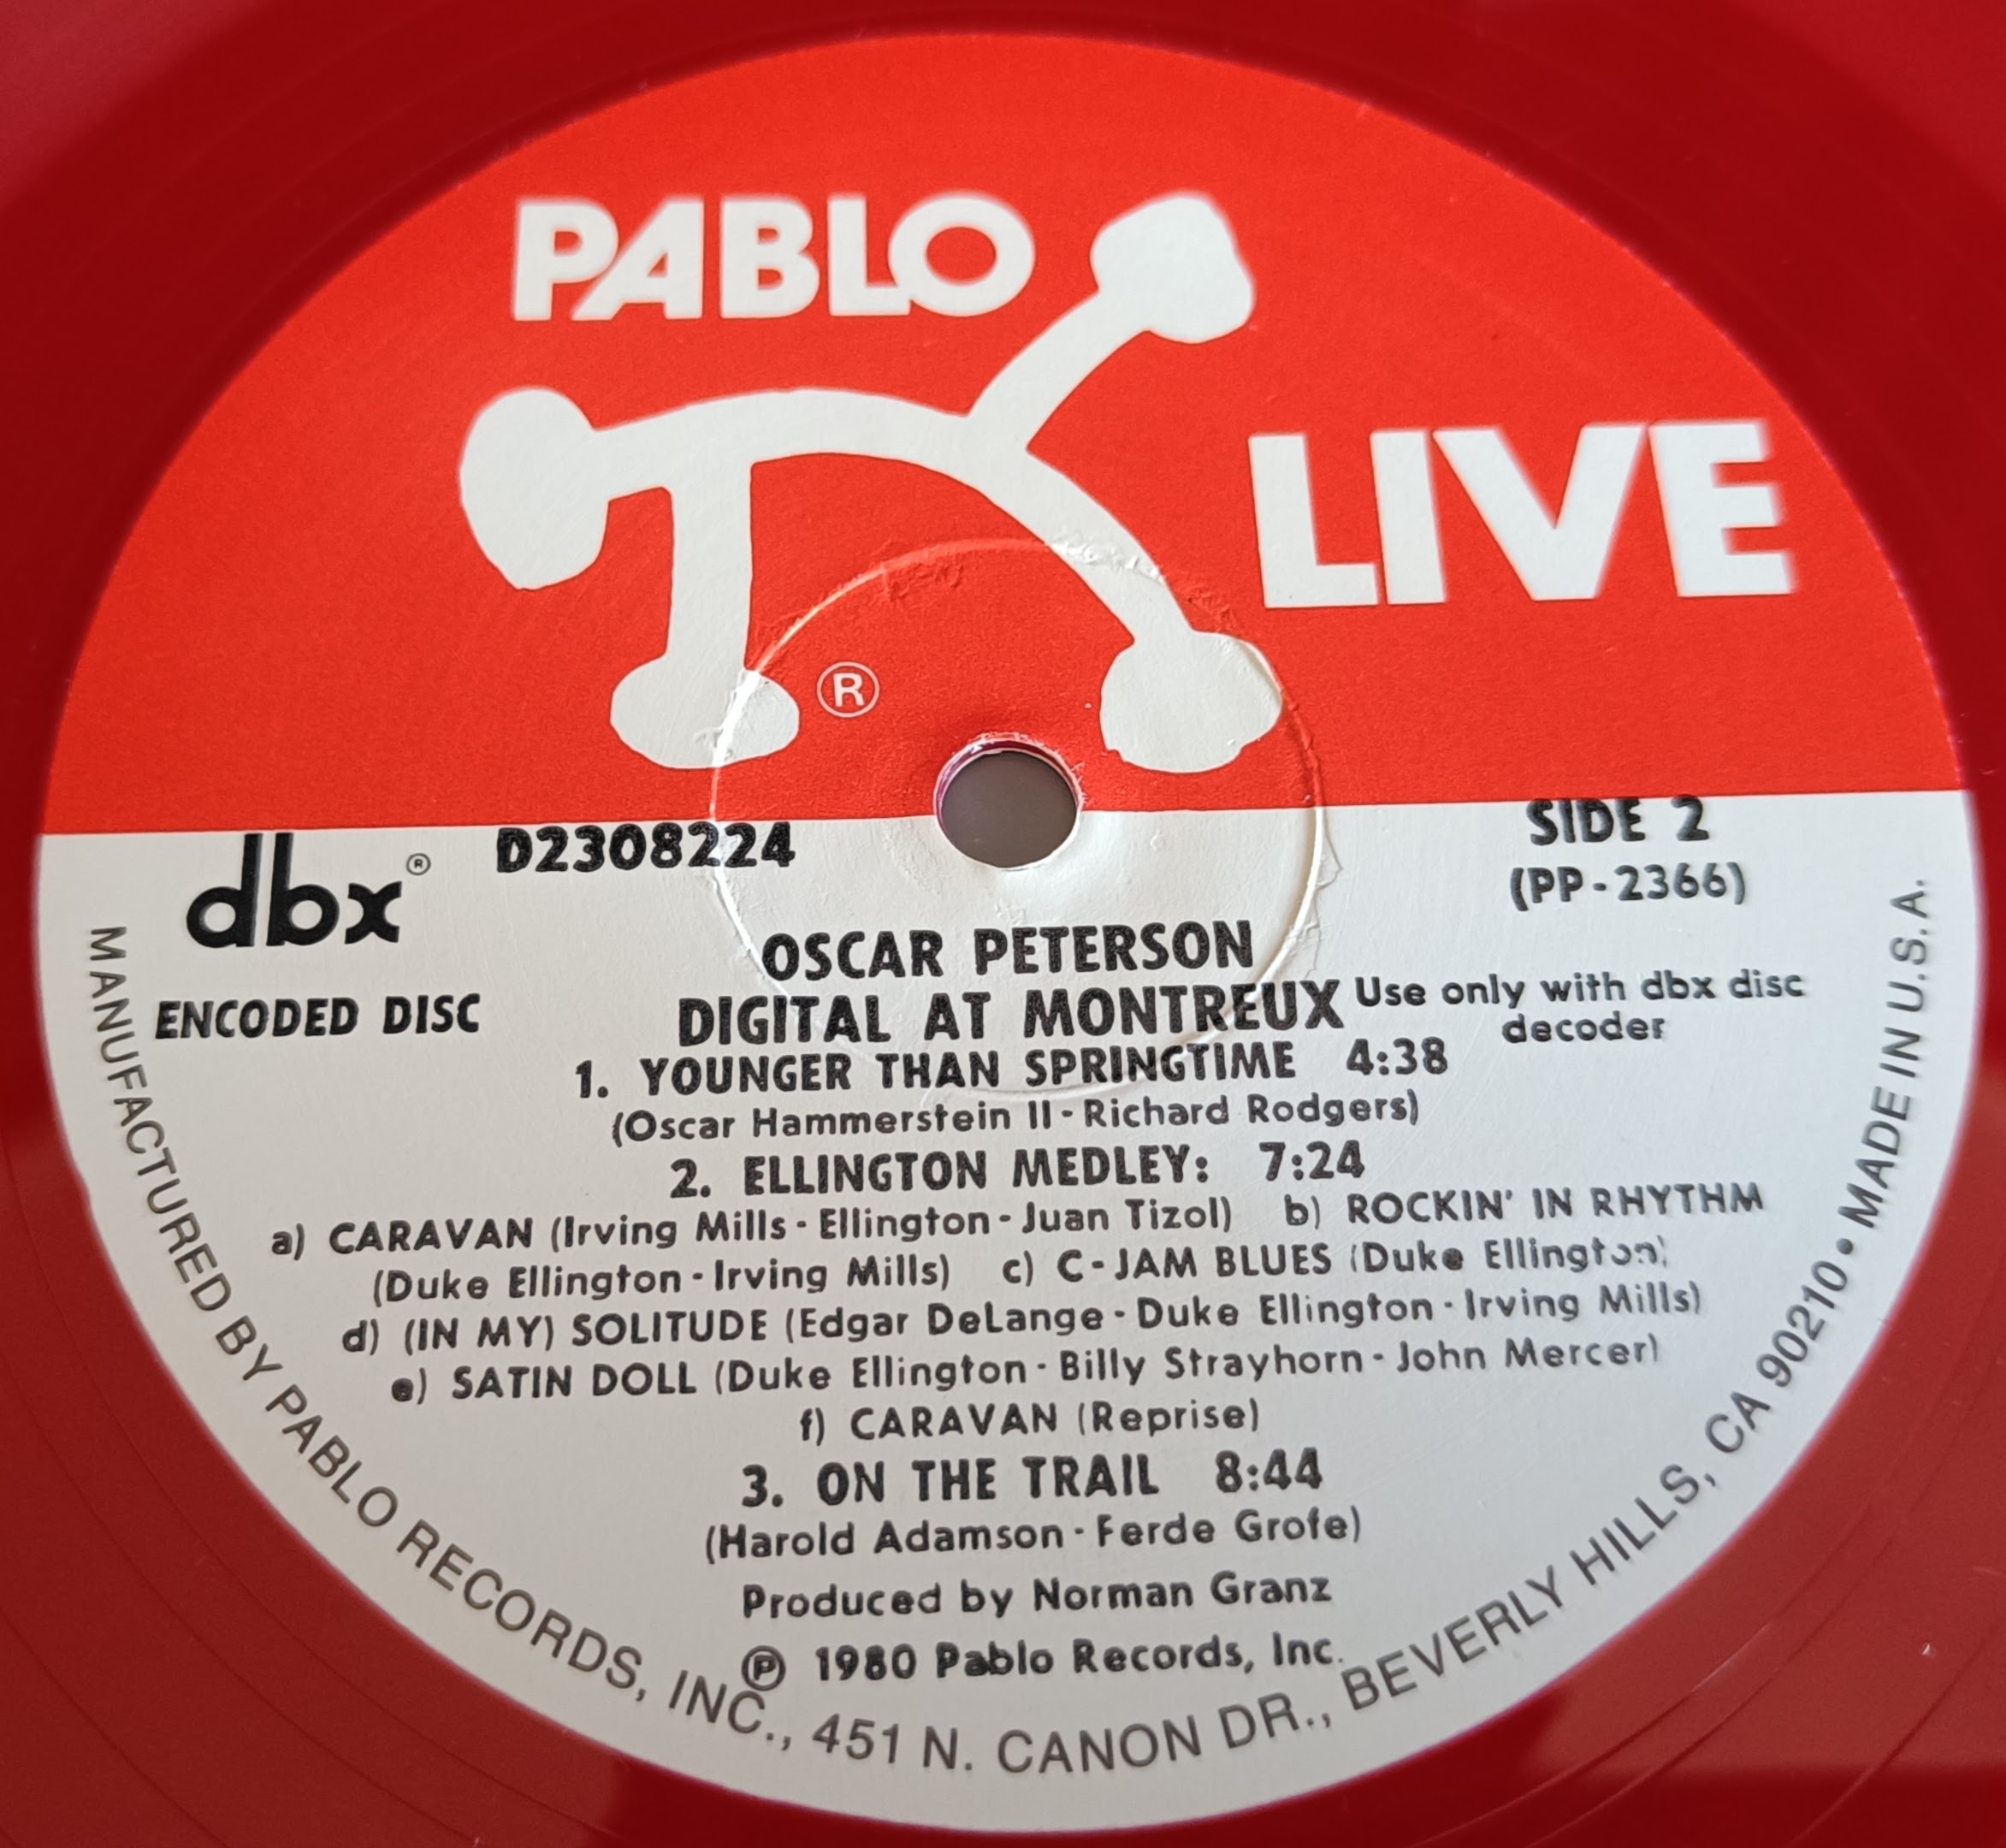 PABLO
LIVE
®
dbx®
D2308224
SIDE 2
(PP-2366)
ENCODED DISC
OSCAR PETERSON
DIGITAL AT MONTREUX
Use only with dbx disc
decoder
1. YOUNGER THAN SPRINGTIME 4:38
(Oscar Hammerstein II - Richard Rodgers)
2. ELLINGTON MEDLEY: 7:24
a) CARAVAN (Irving Mills - Ellington - Juan Tizol) b) ROCKIN' IN RHYTHM
(Duke Ellington - Irving Mills) c) C-JAM BLUES (Duke Ellington)
d) (IN MY) SOLITUDE (Edgar DeLange - Duke Ellington - Irving Mills)
e) SATIN DOLL (Duke Ellington - Billy Strayhorn - John Mercer)
f) CARAVAN (Reprise)
3. ON THE TRAIL 8:44
(Harold Adamson - Ferde Grofe)
Produced by Norman Granz
Ⓟ 1980 Pablo Records, Inc.
MANUFACTURED BY PABLO RECORDS, INC., 451 N. CANON DR., BEVERLY HILLS, CA 90210 • MADE IN U.S.A.